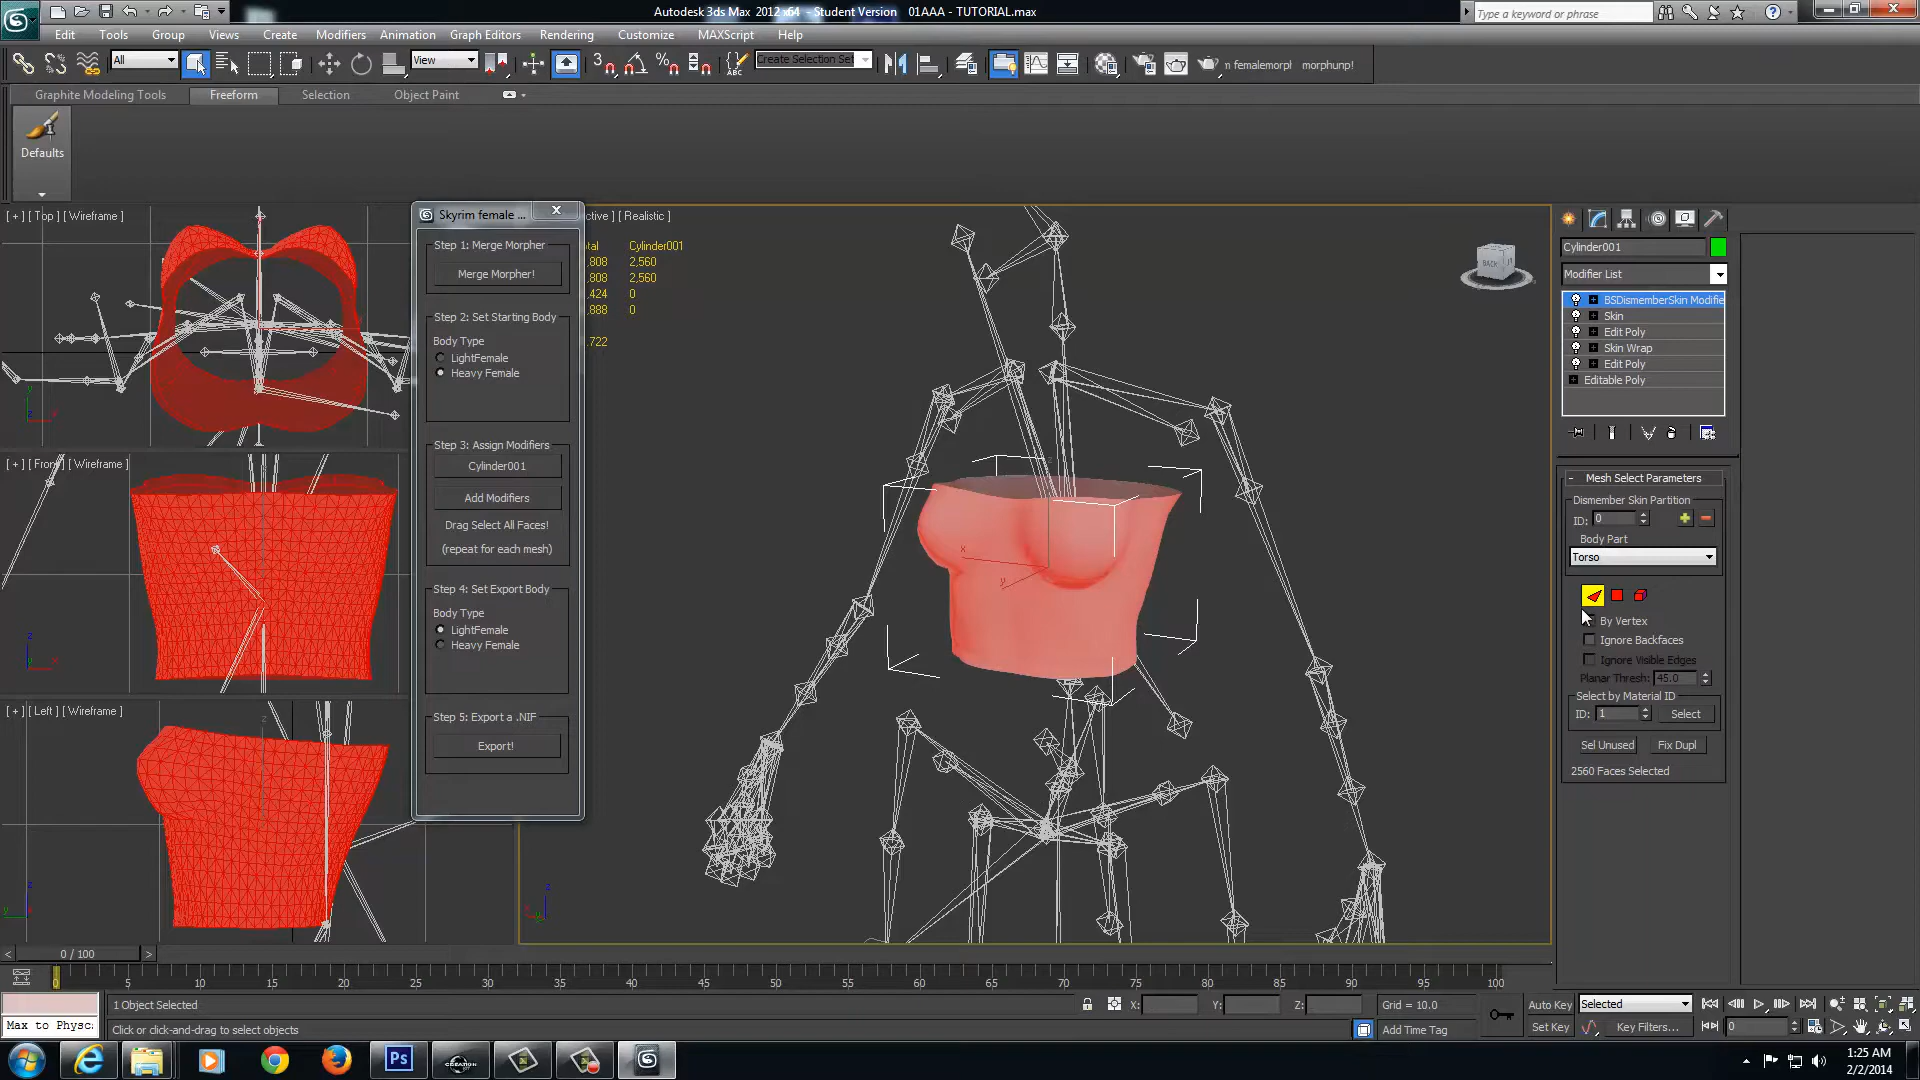 Autodesk 3ds Max 2012 x64 - Student Version 01AAA - TUTORIAL.max
Type a keyword or phrase
Edit Tools Group Views Create Modifiers Animation Graph Editors Rendering Customize MAXScript Help
All
View
Create Selection Set
n femalemorpl morphunp!
Graphite Modeling Tools Freeform Selection Object Paint
Defaults
[ + ] [ Top ] [ Wireframe ]
Skyrim female ...
ctive ] [ Realistic ]
Step 1: Merge Morpher
Merge Morpher!
Step 2: Set Starting Body
Body Type
LightFemale
Heavy Female
Step 3: Assign Modifiers
Cylinder001
Add Modifiers
Drag Select All Faces!
(repeat for each mesh)
Step 4: Set Export Body
Body Type
LightFemale
Heavy Female
Step 5: Export a .NIF
Export!
tal Cylinder001
,808 2,560
,808 2,560
,424 0
,888 0
.722
BACK
[ + ] [ Front ] [ Wireframe ]
[ + ] [ Left ] [ Wireframe ]
Cylinder001
Modifier List
BSDismemberSkin Modifie
Skin
Edit Poly
Skin Wrap
Edit Poly
Editable Poly
- Mesh Select Parameters
Dismember Skin Partition
ID: 0
Body Part
Torso
By Vertex
Ignore Backfaces
Ignore Visible Edges
Planar Thresh: 45.0
Select by Material ID
ID: 1 Select
Sel Unused Fix Dupl
2560 Faces Selected
< 0 / 100 >
0 5 10 15 20 25 30 35 40 45 50 55 60 65 70 75 80 85 90 95 100
1 Object Selected
X: Y: Z: Grid = 10.0
Auto Key Selected
Max to Physc:
Click or click-and-drag to select objects
Add Time Tag
Set Key Key Filters... 0
Ps
CREATION
1:25 AM
2/2/2014